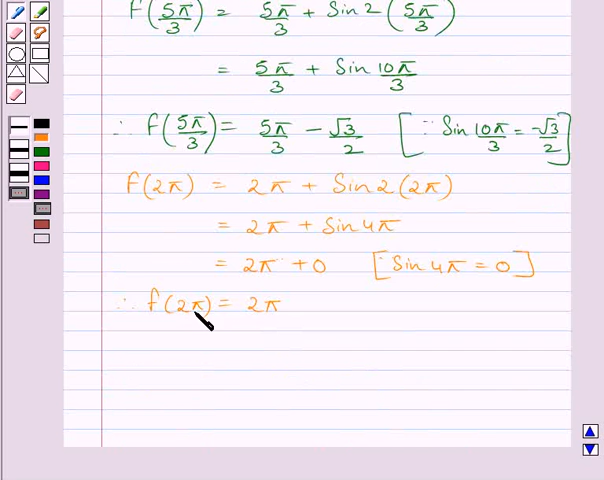 f(5π/3) = 5π/3 + Sin 2 (5π/3)
= 5π/3 + Sin 10π/3
∴ f(5π/3) = 5π/3 - √3/2 [∵ Sin 10π/3 = -√3/2]
f(2π) = 2π + Sin 2 (2π)
= 2π + Sin 4π
= 2π + 0 [∵ Sin 4π = 0]
∴ f(2π) = 2π